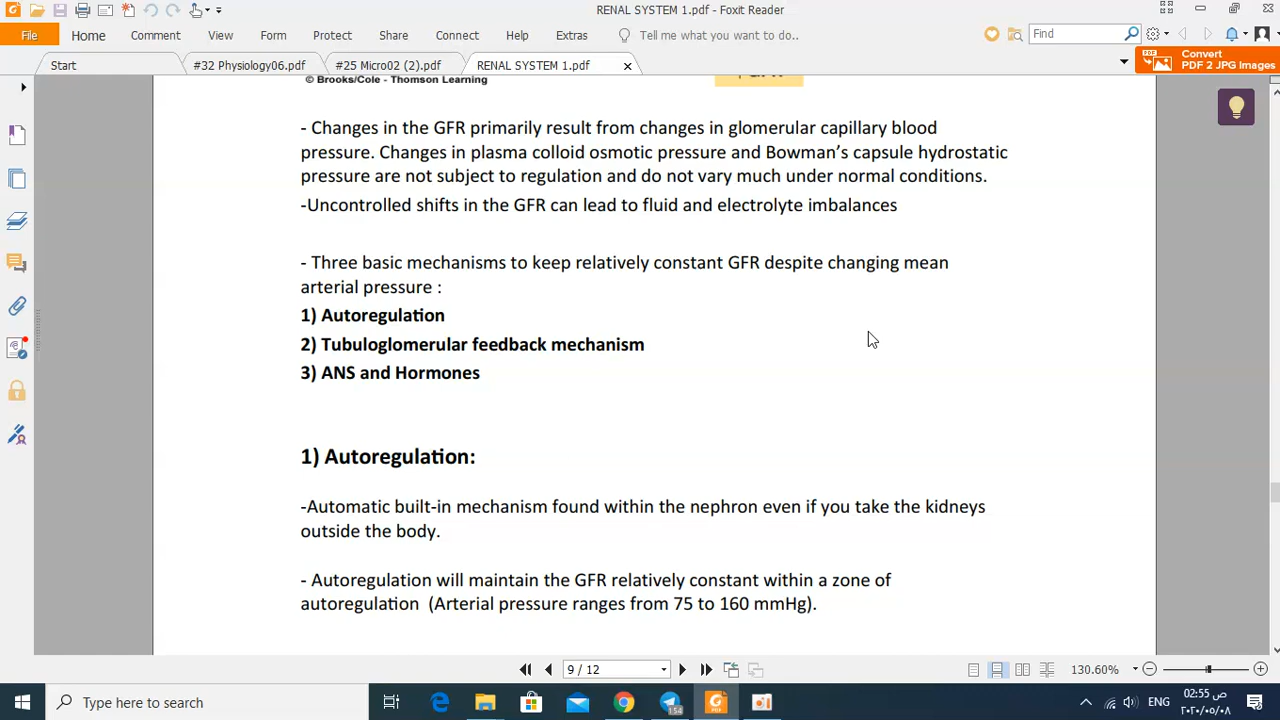 RENAL SYSTEM 1.pdf - Foxit Reader
File Home Comment View Form Protect Share Connect Help Extras Tell me what you want to do.. Find
Convert
PDF 2 JPG Images
Start #32 Physiology06.pdf #25 Micro02 (2).pdf RENAL SYSTEM 1.pdf
© Brooks/Cole - Thomson Learning
- Changes in the GFR primarily result from changes in glomerular capillary blood
pressure. Changes in plasma colloid osmotic pressure and Bowman’s capsule hydrostatic
pressure are not subject to regulation and do not vary much under normal conditions.
-Uncontrolled shifts in the GFR can lead to fluid and electrolyte imbalances
- Three basic mechanisms to keep relatively constant GFR despite changing mean
arterial pressure :
1) Autoregulation
2) Tubuloglomerular feedback mechanism
3) ANS and Hormones
1) Autoregulation:
-Automatic built-in mechanism found within the nephron even if you take the kidneys
outside the body.
- Autoregulation will maintain the GFR relatively constant within a zone of
autoregulation (Arterial pressure ranges from 75 to 160 mmHg).
9 / 12
130.60%
Type here to search
154
ENG
02:55 ص
٢٠٢٠/٠٥/٠٨